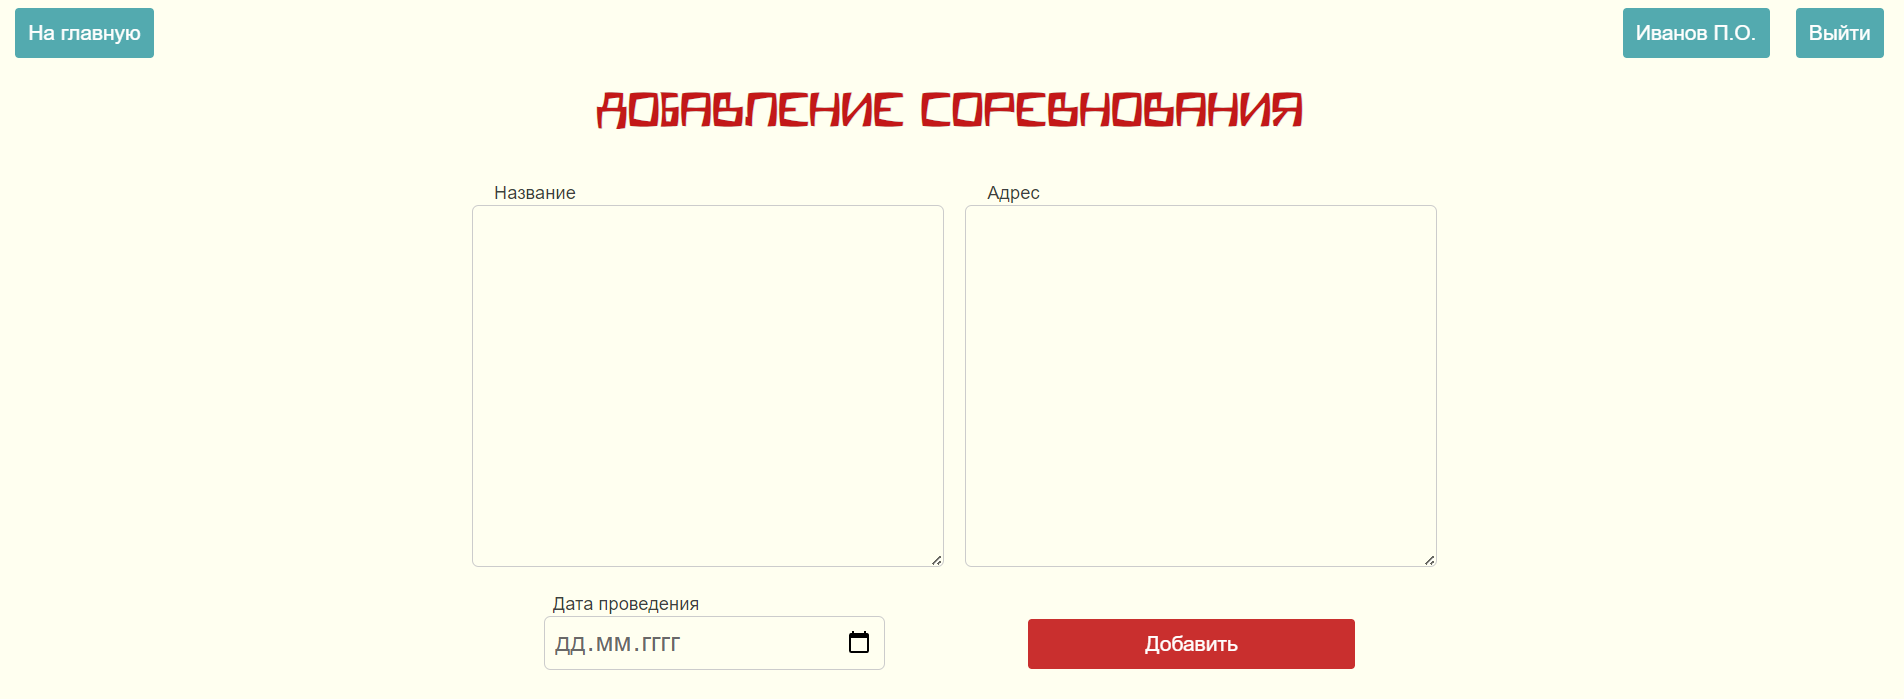 На главную
Иванов П.О.
Выйти
ДОБАВЛЕНИЕ СОРЕВНОВАНИЯ
Название
Адрес
Дата проведения
ДД.ММ.ГГГГ
Добавить